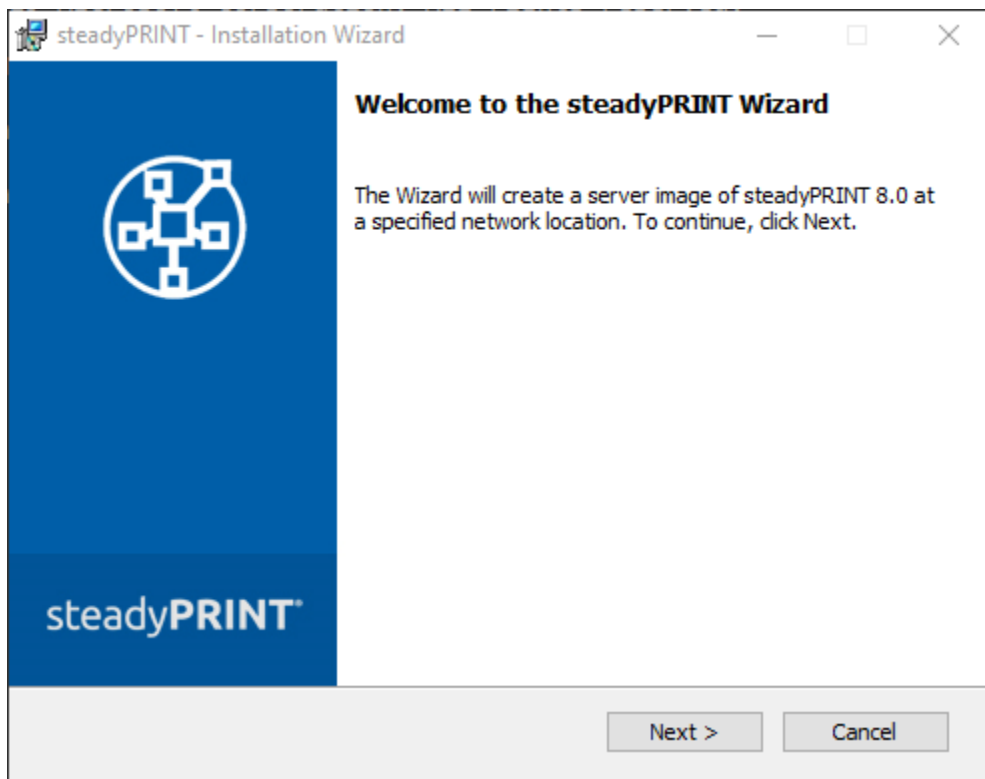 steadyPRINT - Installation Wizard
Welcome to the steadyPRINT Wizard
The Wizard will create a server image of steadyPRINT 8.0 at
a specified network location. To continue, click Next.
steadyPRINT®
Next >
Cancel